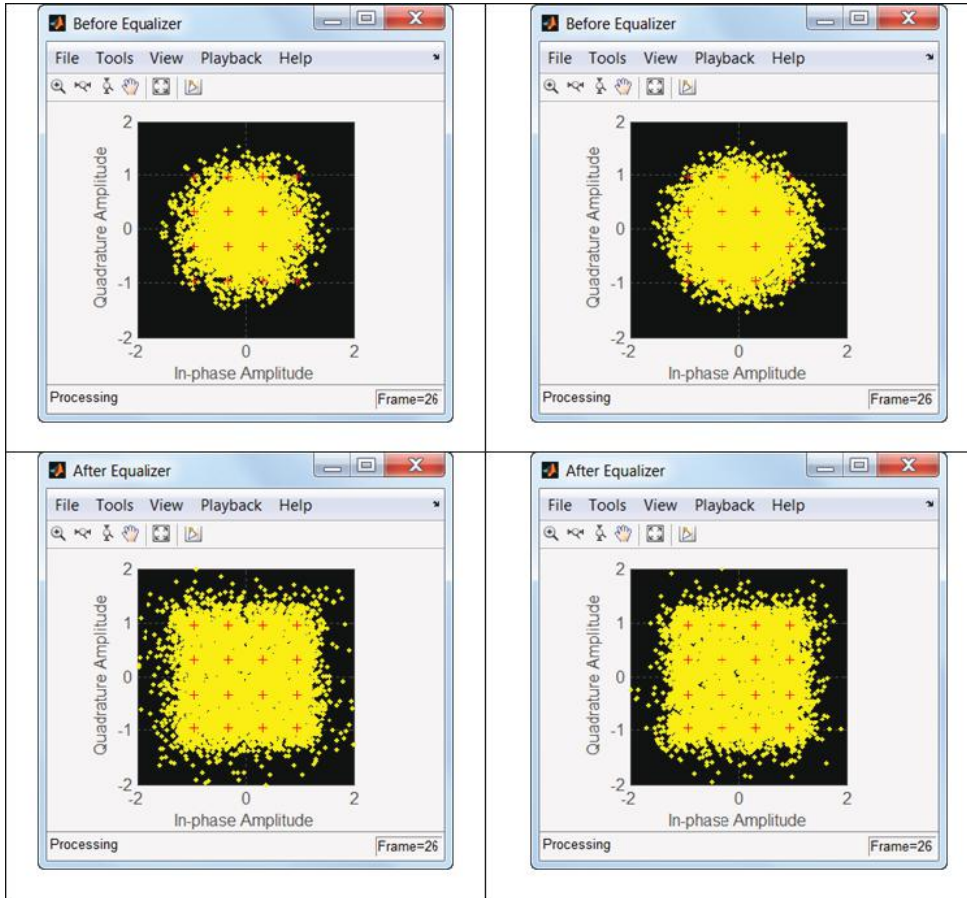 Before Equalizer
File Tools View Playback Help
2
1
0
-1
-2
Quadrature Amplitude
-2 0 2
In-phase Amplitude
Processing Frame=26
Before Equalizer
File Tools View Playback Help
2
1
0
-1
-2
Quadrature Amplitude
-2 0 2
In-phase Amplitude
Processing Frame=26
After Equalizer
File Tools View Playback Help
2
1
0
-1
-2
Quadrature Amplitude
-2 0 2
In-phase Amplitude
Processing Frame=26
After Equalizer
File Tools View Playback Help
2
1
0
-1
-2
Quadrature Amplitude
-2 0 2
In-phase Amplitude
Processing Frame=26